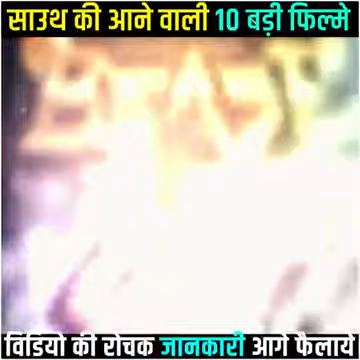 साउथ की आने वाली 10 बड़ी फिल्मे
विडियो की रोचक जानकारी आगे फैलाये